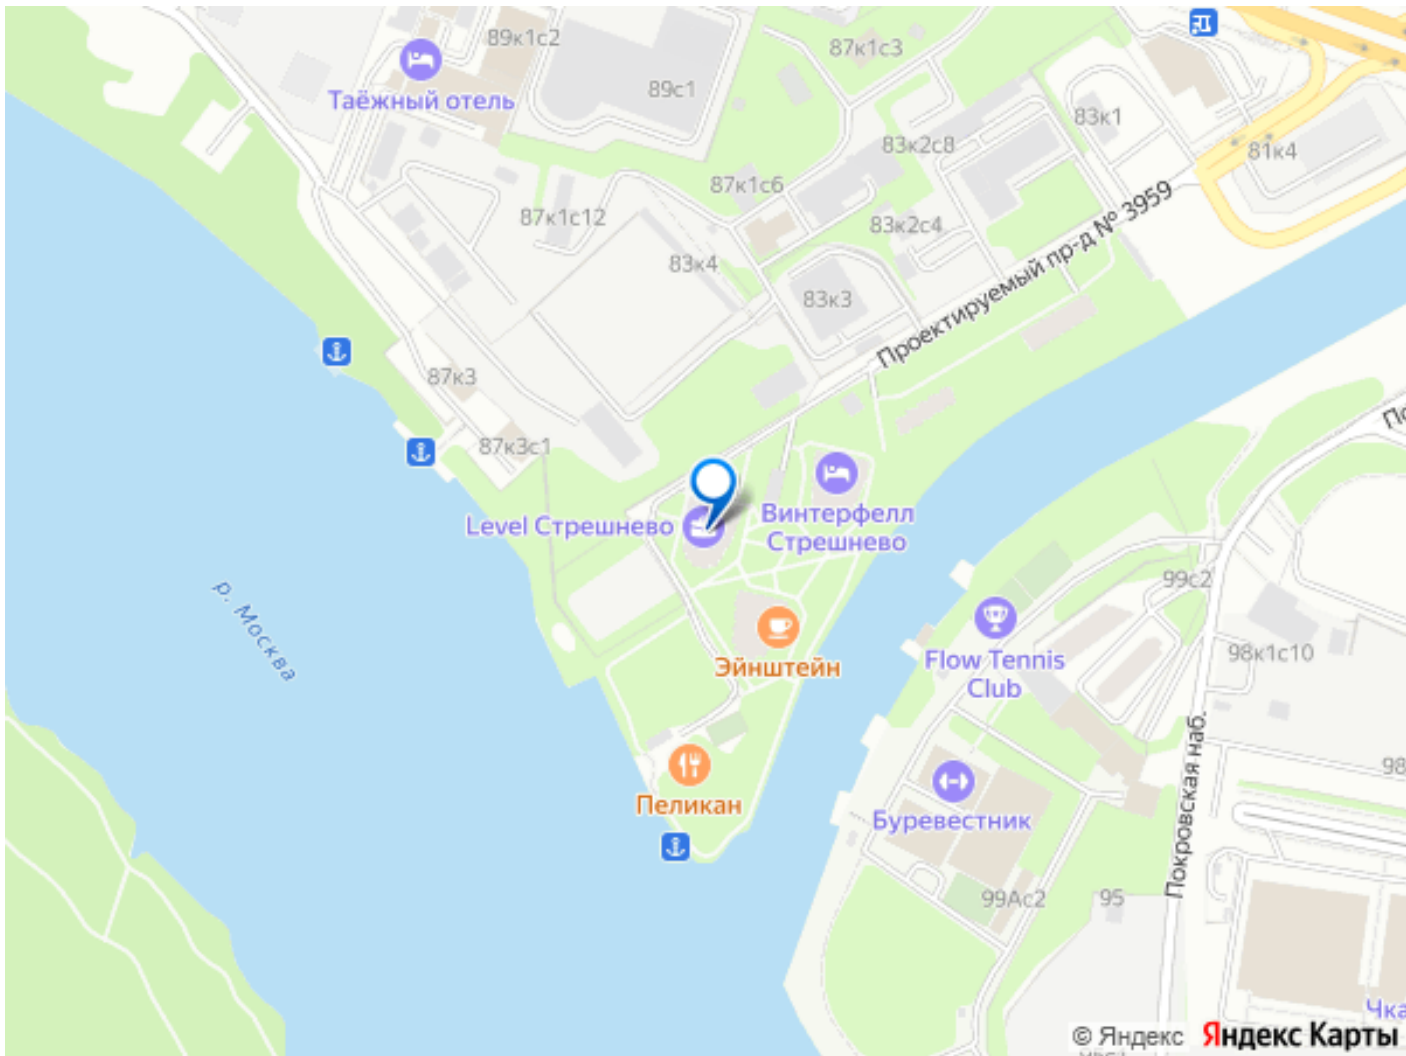 89к1с2
87к1с3
Таёжный отель
89с1
83к1
83к2с8
81к4
87к1с6
87к1с12
83к2с4
Проектируемый пр-д № 3959
83к4
83к3
87к3
87к3с1
Level Стрешнево
Винтерфелл
Стрешнево
99с2
р. Москва
Эйнштейн
Flow Tennis
Club
98к1с10
Пеликан
Буревестник
Покровская наб.
98
99Ас2
95
© Яндекс
Яндекс Карты